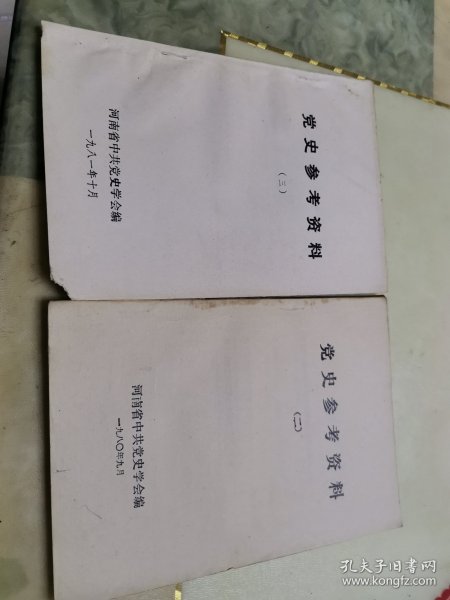 党史参考资料
（三）
河南省中共党史学会编
一九八一年十月
党史参考资料
（二）
河南省中共党史学会编
一九八〇年九月
孔夫子旧书网
www.kongfz.com